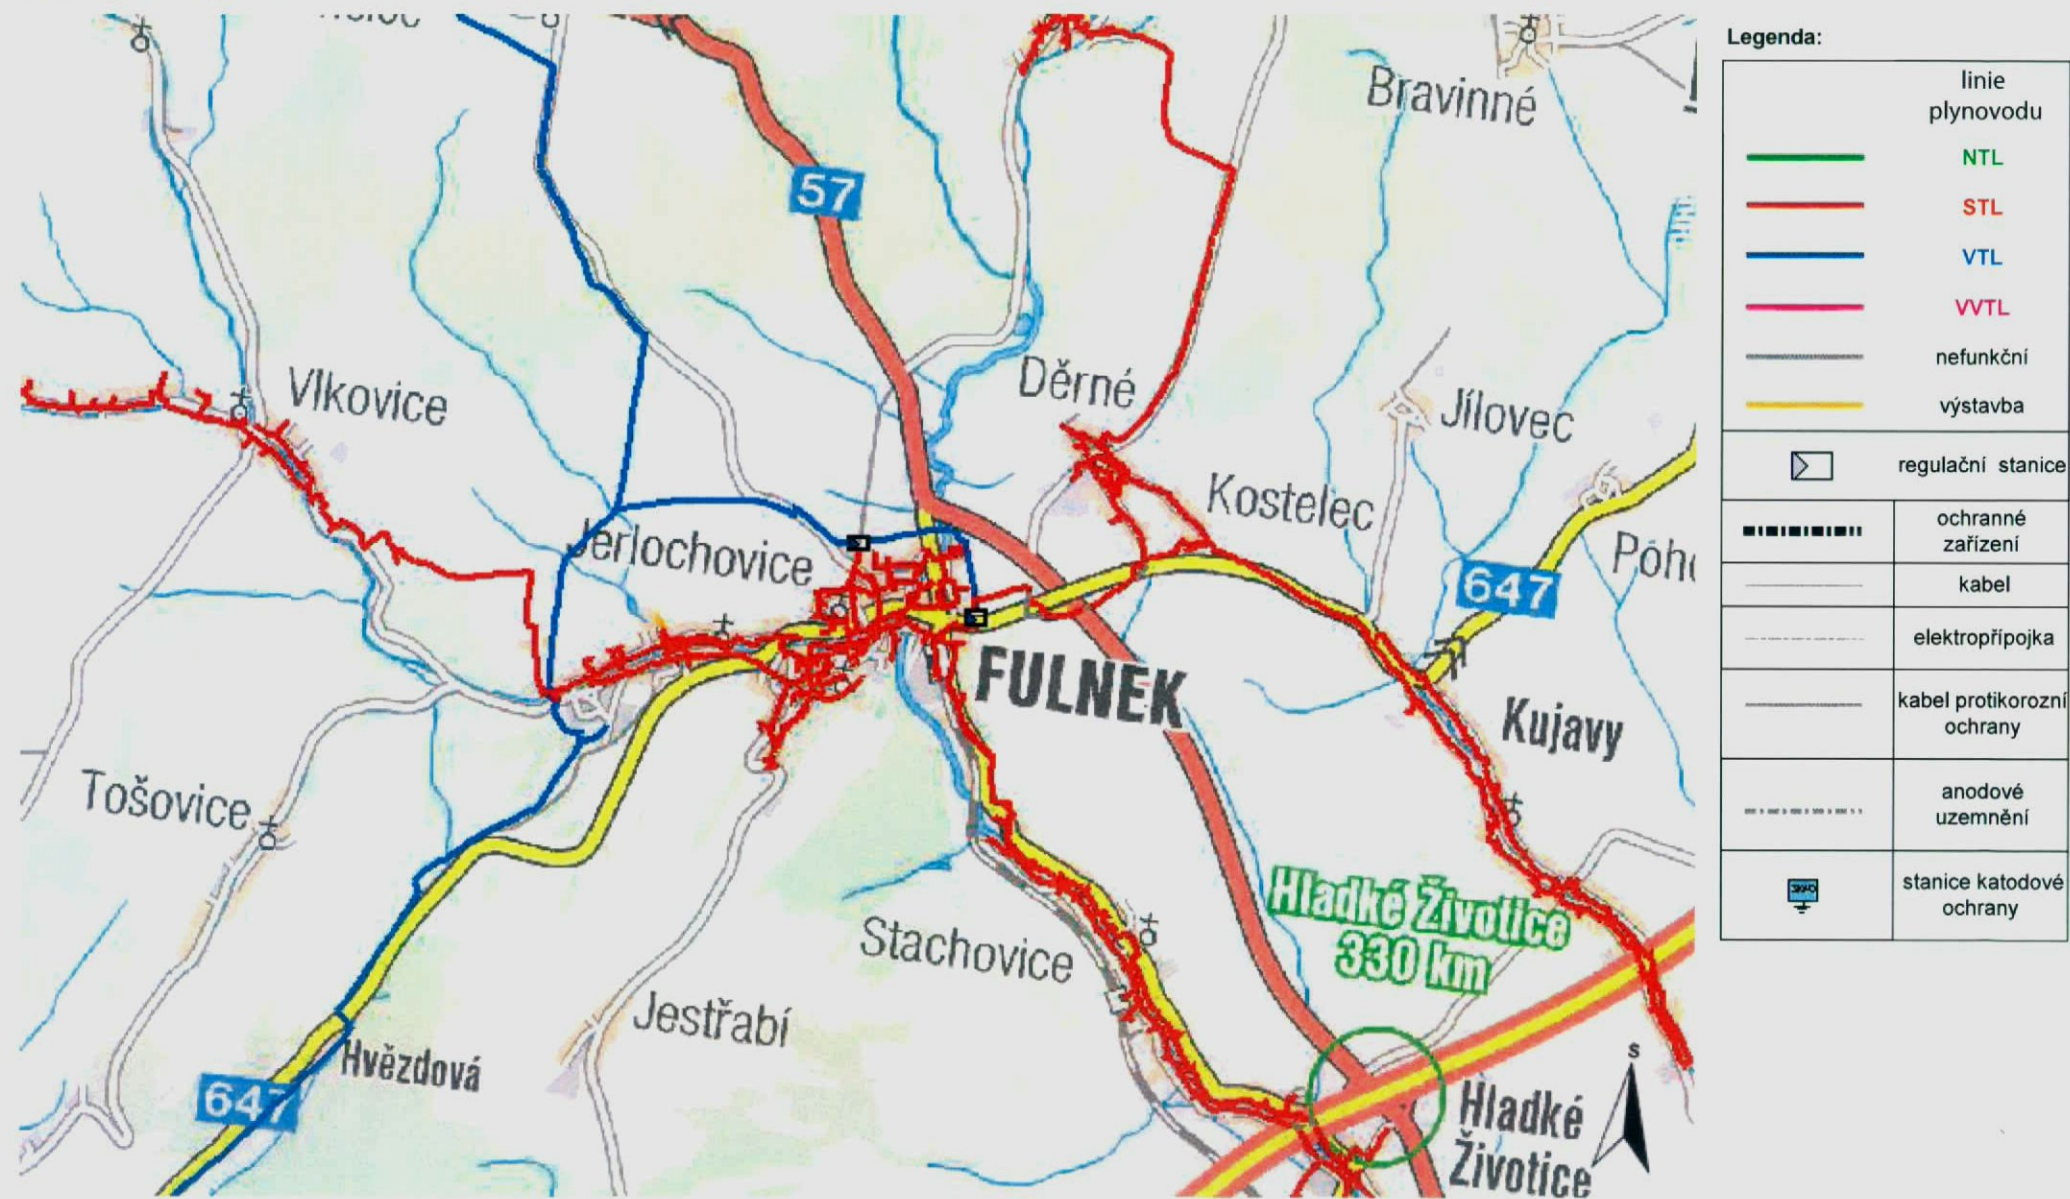 57
Bravinné
Vlkovice
Děrné
Jílovec
Kostelec
Jerlochovice
647
FULNEK
Kujavy
Tošovice
Hladké Životice
330 km
Stachovice
Jestřabí
Hvězdová
647
Hladké
Životice
S
Legenda:
linie
plynovodu
NTL
STL
VTL
VVTL
nefunkční
výstavba
regulační stanice
ochranné
zařízení
kabel
elektropřípojka
kabel protikorozní
ochrany
anodové
uzemnění
stanice katodové
ochrany